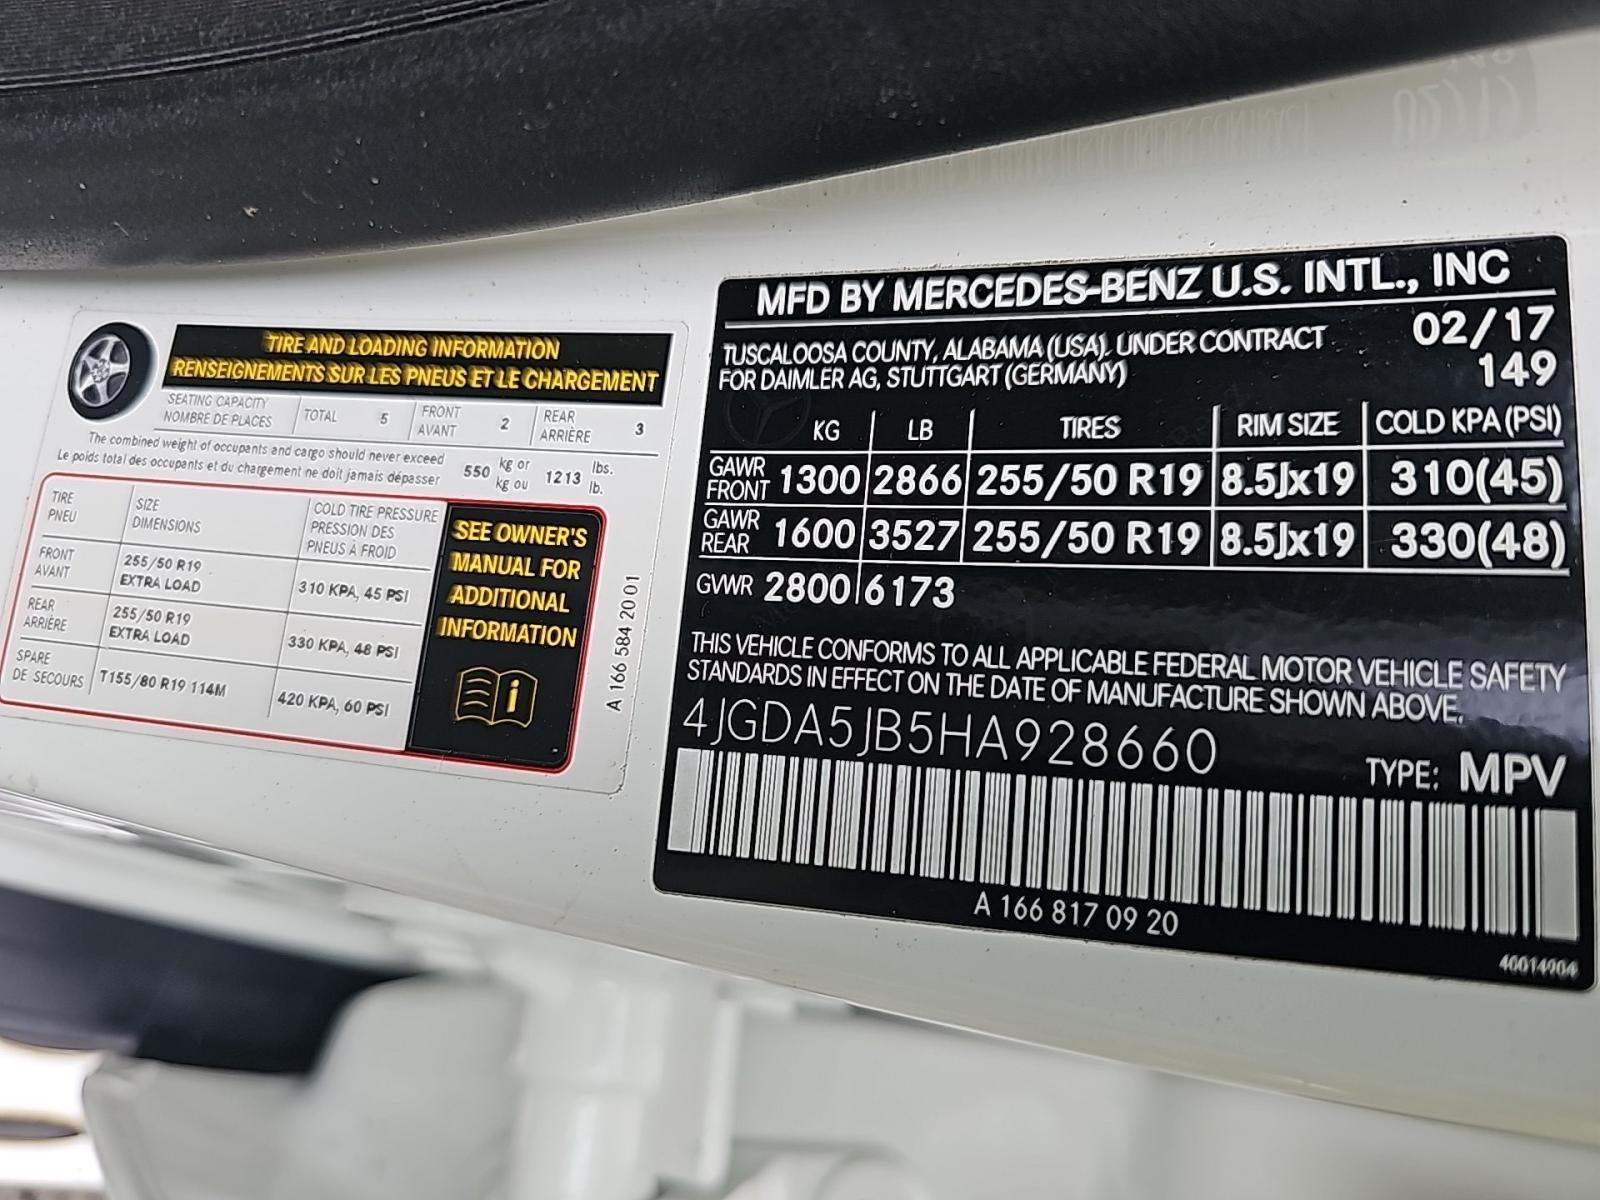 TIRE AND LOADING INFORMATION
RENSEIGNEMENTS SUR LES PNEUS ET LE CHARGEMENT
SEATING CAPACITY
NOMBRE DE PLACES
TOTAL 5
FRONT
AVANT
2
REAR
ARRIÈRE
3
The combined weight of occupants and cargo should never exceed
Le poids total des occupants et du chargement ne doit jamais dépasser
550
kg or
kg ou
1213
lbs.
lb.
TIRE
PNEU
SIZE
DIMENSIONS
COLD TIRE PRESSURE
PRESSION DES
PNEUS À FROID
FRONT
AVANT
255/50 R19
EXTRA LOAD
310 KPA, 45 PSI
REAR
ARRIÈRE
255/50 R19
EXTRA LOAD
330 KPA, 48 PSI
SPARE
DE SECOURS
T155/80 R19 114M
420 KPA, 60 PSI
SEE OWNER'S
MANUAL FOR
ADDITIONAL
INFORMATION
A 166 584 20 01
MFD BY MERCEDES-BENZ U.S. INTL., INC
TUSCALOOSA COUNTY, ALABAMA (USA). UNDER CONTRACT
FOR DAIMLER AG, STUTTGART (GERMANY)
02/17
149
KG LB TIRES RIM SIZE COLD KPA (PSI)
GAWR
FRONT
1300 2866 255/50 R19 8.5Jx19 310(45)
GAWR
REAR
1600 3527 255/50 R19 8.5Jx19 330(48)
GVWR 2800 6173
THIS VEHICLE CONFORMS TO ALL APPLICABLE FEDERAL MOTOR VEHICLE SAFETY
STANDARDS IN EFFECT ON THE DATE OF MANUFACTURE SHOWN ABOVE.
4JGDA5JB5HA928660
TYPE: MPV
A 166 817 09 20
40014904